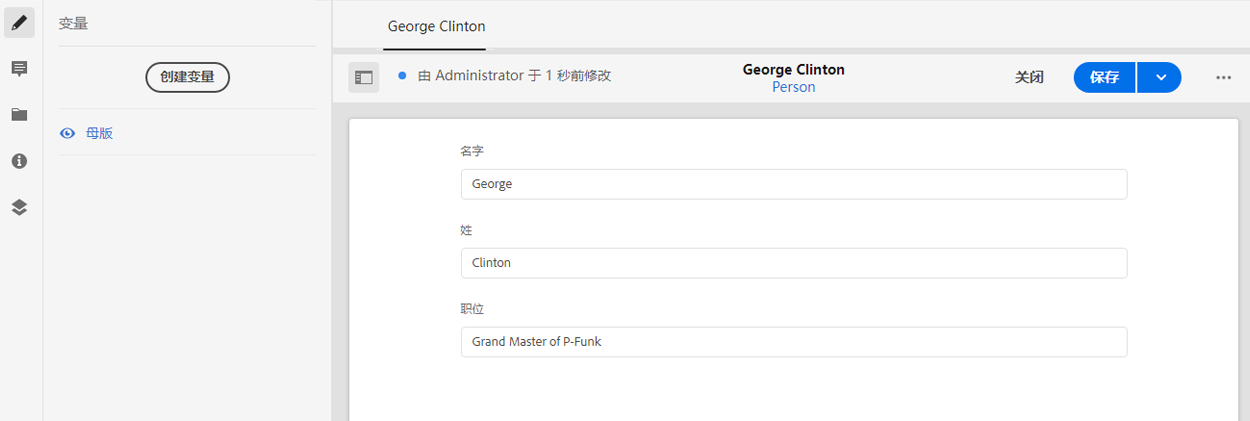 变量
创建变量
母版
George Clinton
由 Administrator 于 1 秒前修改
George Clinton
Person
关闭
保存
名字
George
姓
Clinton
职位
Grand Master of P-Funk